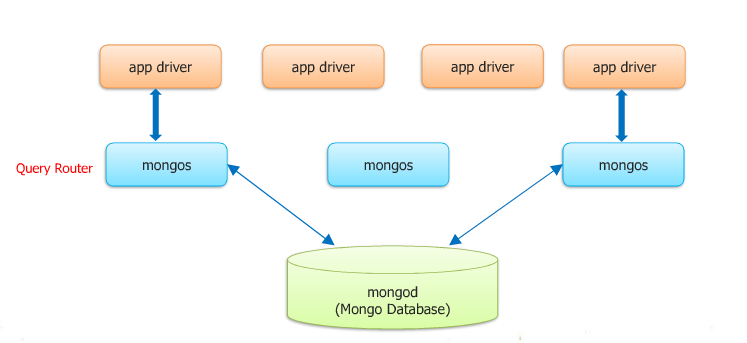 app driver
app driver
app driver
app driver
Query Router
mongos
mongos
mongos
mongod
(Mongo Database)